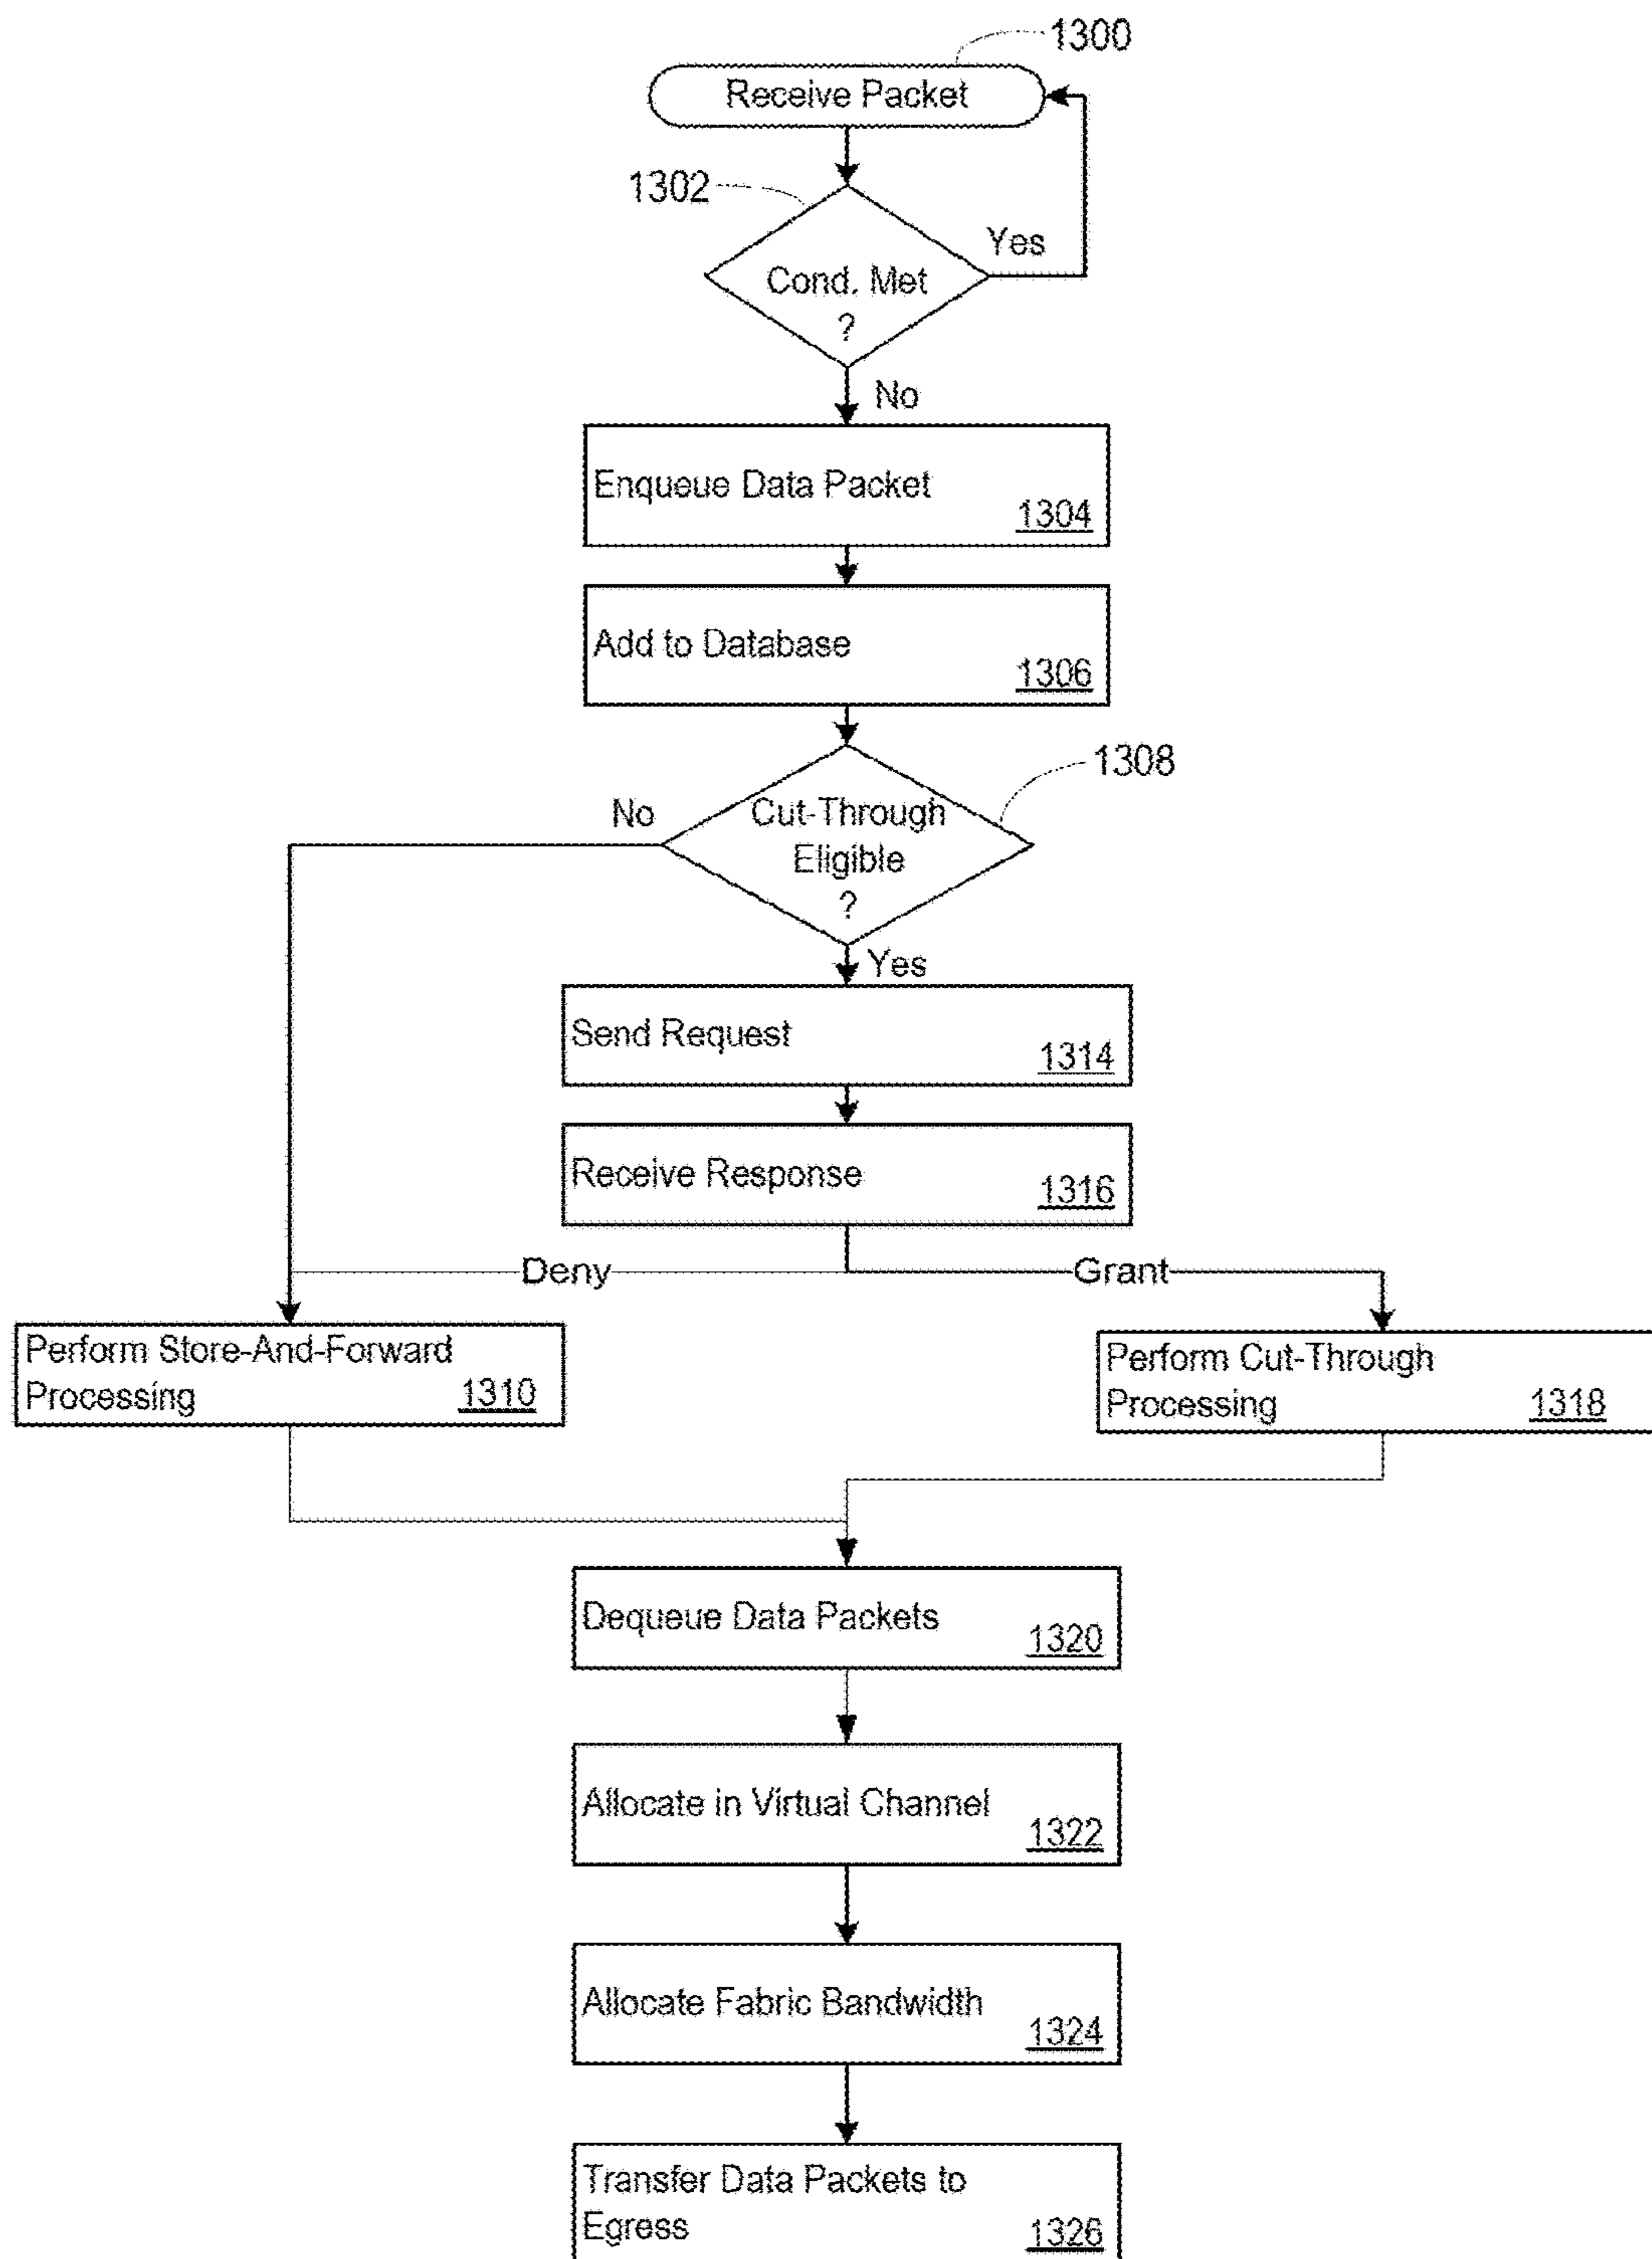 1300
Receive Packet
1302
Yes
Cond. Met
?
No
Enqueue Data Packet
1304
Add to Database
1306
1308
No
Cut-Through
Eligible
?
Yes
Send Request
1314
Receive Response
1316
Deny
Grant
Perform Store-And-Forward
Processing 1310
Perform Cut-Through
Processing 1318
Dequeue Data Packets
1320
Allocate in Virtual Channel
1322
Allocate Fabric Bandwidth
1324
Transfer Data Packets to
Egress 1326